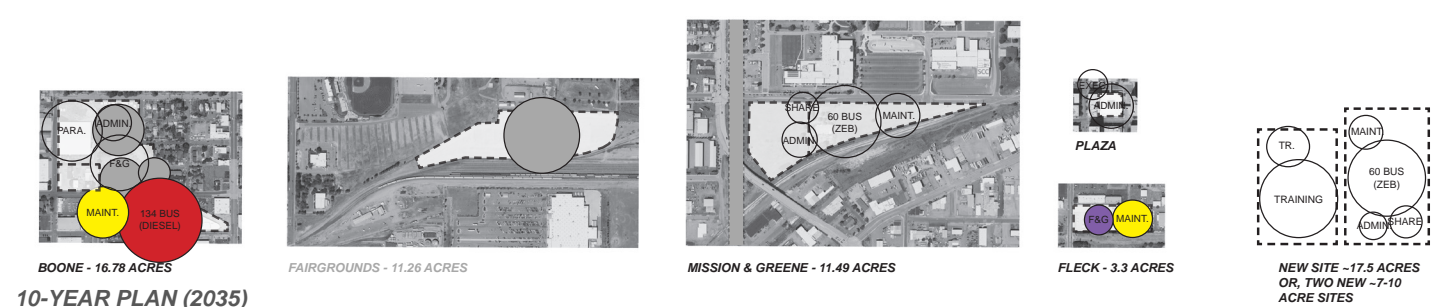 PARA.
ADMIN.
F&G
MAINT.
134 BUS
(DIESEL)
BOONE - 16.78 ACRES
FAIRGROUNDS - 11.26 ACRES
SHARE
60 BUS
(ZEB)
MAINT.
ADMIN.
MISSION & GREENE - 11.49 ACRES
EXEC.
ADMIN.
PLAZA
F&G
MAINT.
FLECK - 3.3 ACRES
TR.
TRAINING
MAINT.
60 BUS
(ZEB)
ADMIN.
SHARE
NEW SITE ~17.5 ACRES
OR, TWO NEW ~7-10
ACRE SITES
10-YEAR PLAN (2035)